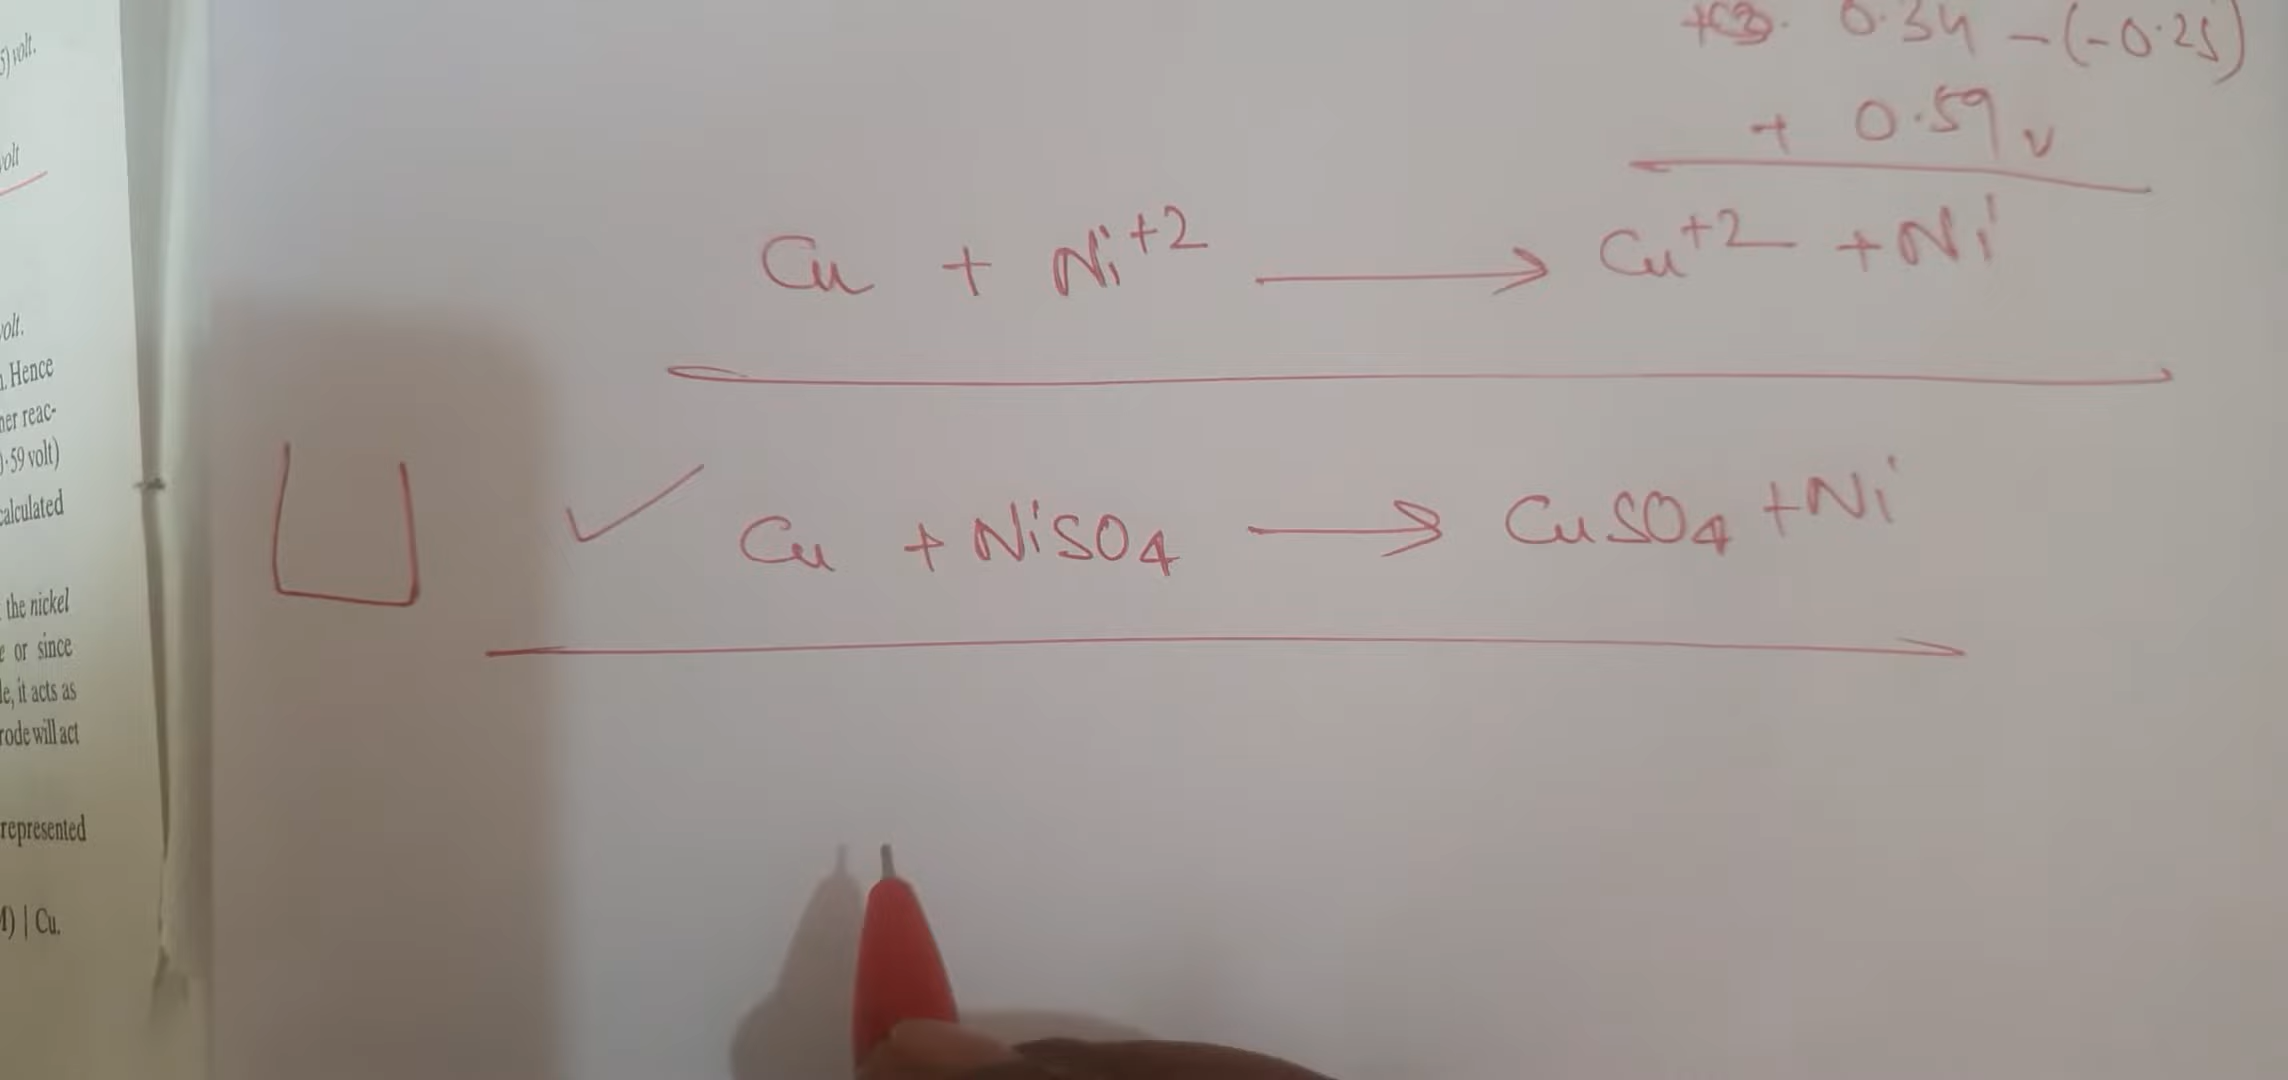 5) volt.
volt
volt.
. Hence
her reac-
0·59 volt)
calculated
the nickel
e or since
le, it acts as
rode will act
represented
M) | Cu.
0.34 - (-0.25)
+ 0.59 v
Cu + Ni+2 → Cu+2 + Ni
✓ Cu + NiSO4 → CuSO4 + Ni